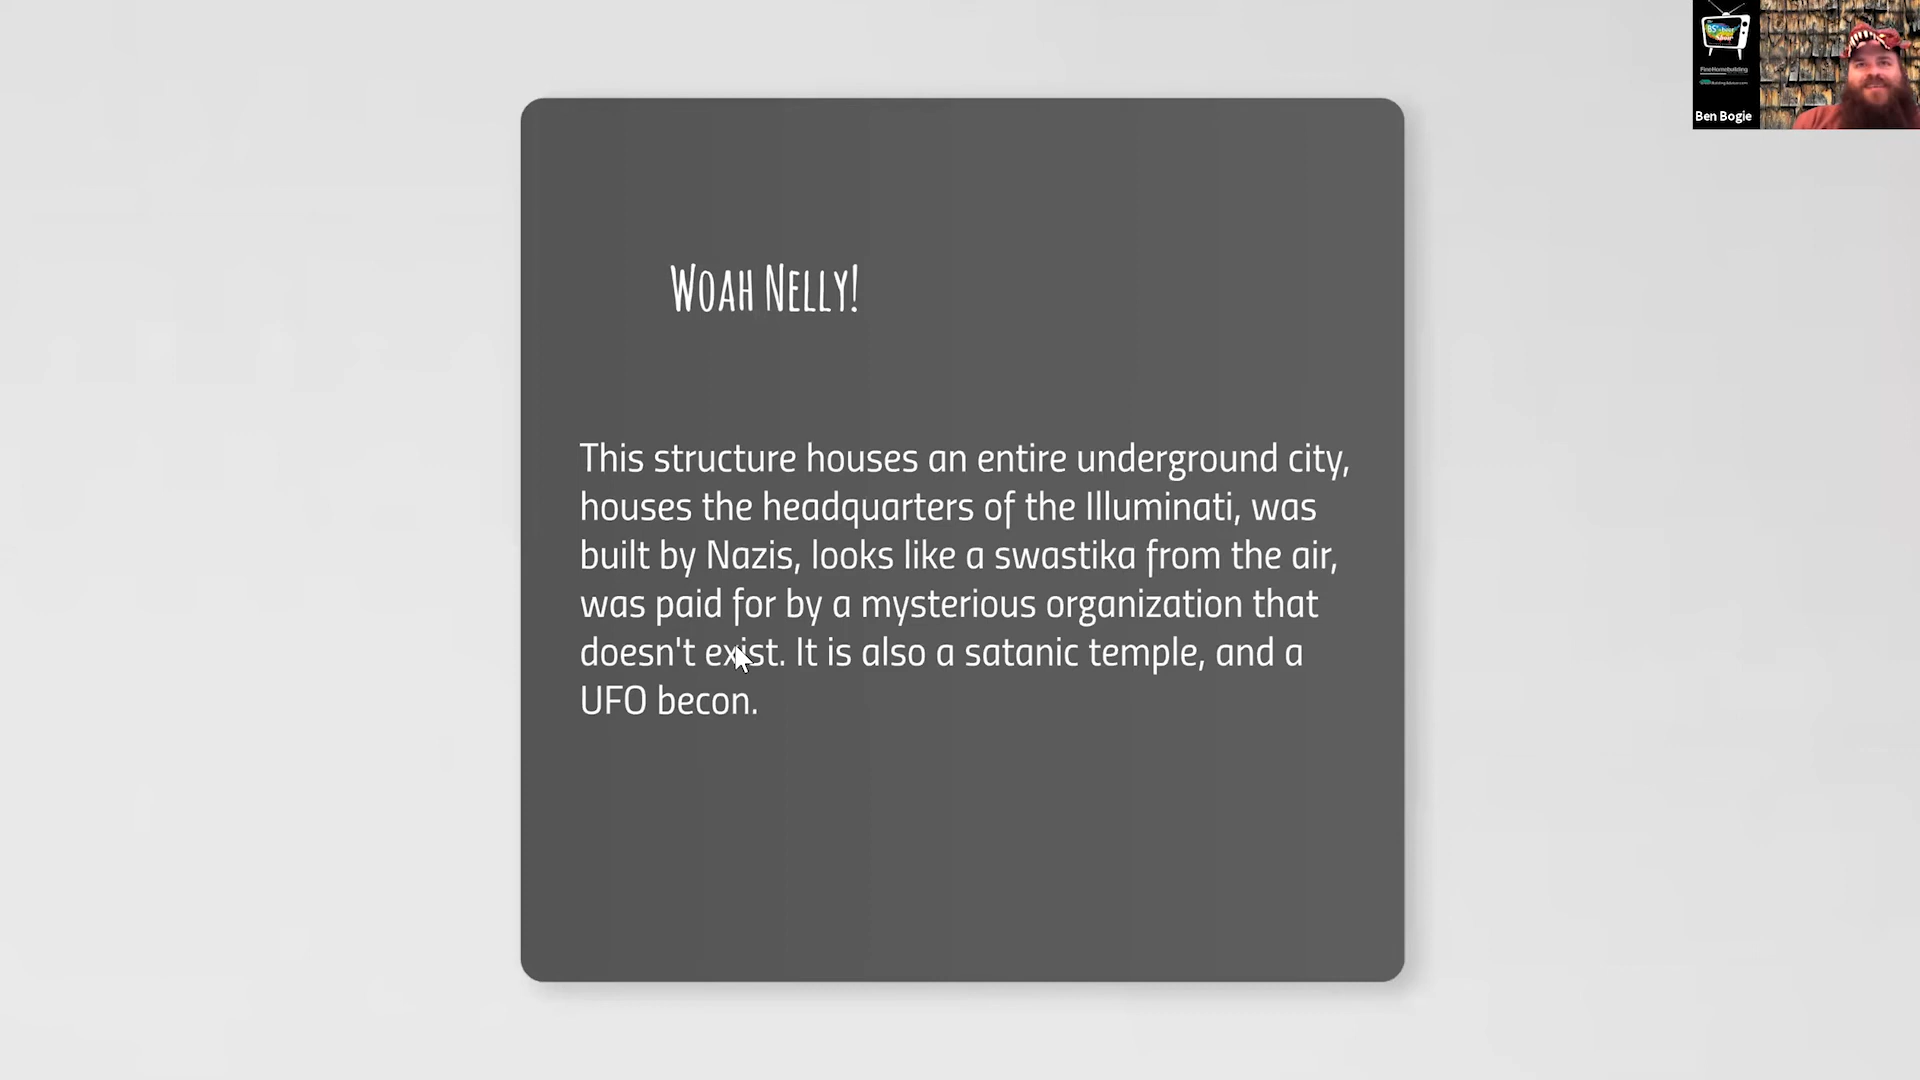 Woah Nelly!
This structure houses an entire underground city,
houses the headquarters of the Illuminati, was
built by Nazis, looks like a swastika from the air,
was paid for by a mysterious organization that
doesn't exist. It is also a satanic temple, and a
UFO becon.
FineHomebuilding
Ben Bogie